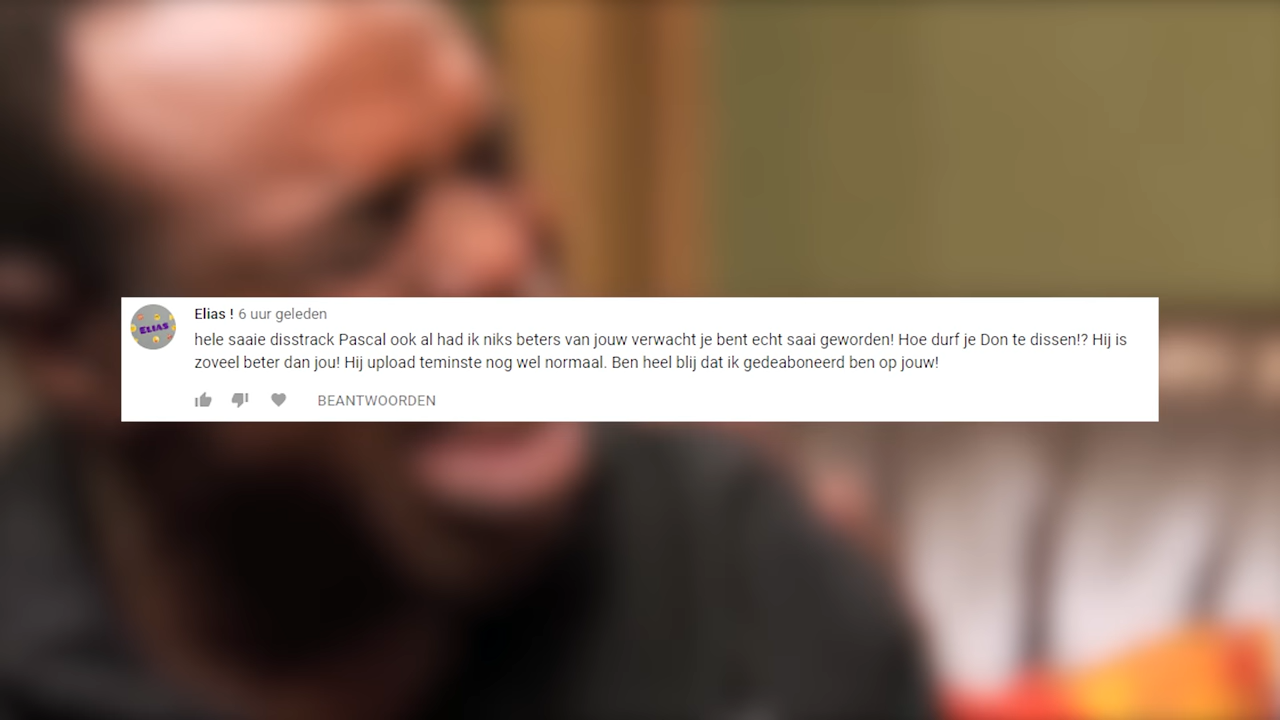 Elias ! 6 uur geleden
hele saaie disstrack Pascal ook al had ik niks beters van jouw verwacht je bent echt saai geworden! Hoe durf je Don te dissen!? Hij is
zoveel beter dan jou! Hij upload teminste nog wel normaal. Ben heel blij dat ik gedeaboneerd ben op jouw!
BEANTWOORDEN
ELIAS